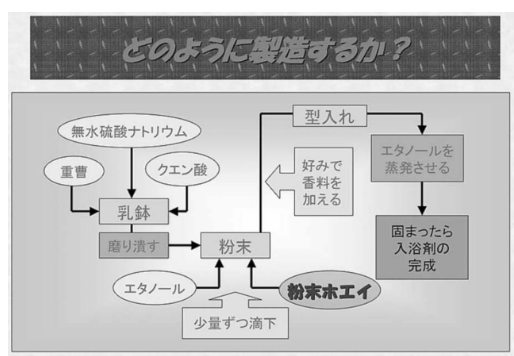 どのように製造するか?
無水硫酸ナトリウム
重曹
クエン酸
乳鉢
磨り潰す
粉末
エタノール
粉末ホエイ
少量ずつ滴下
好みで
香料を
加える
型入れ
エタノールを
蒸発させる
固まったら
入浴剤の
完成